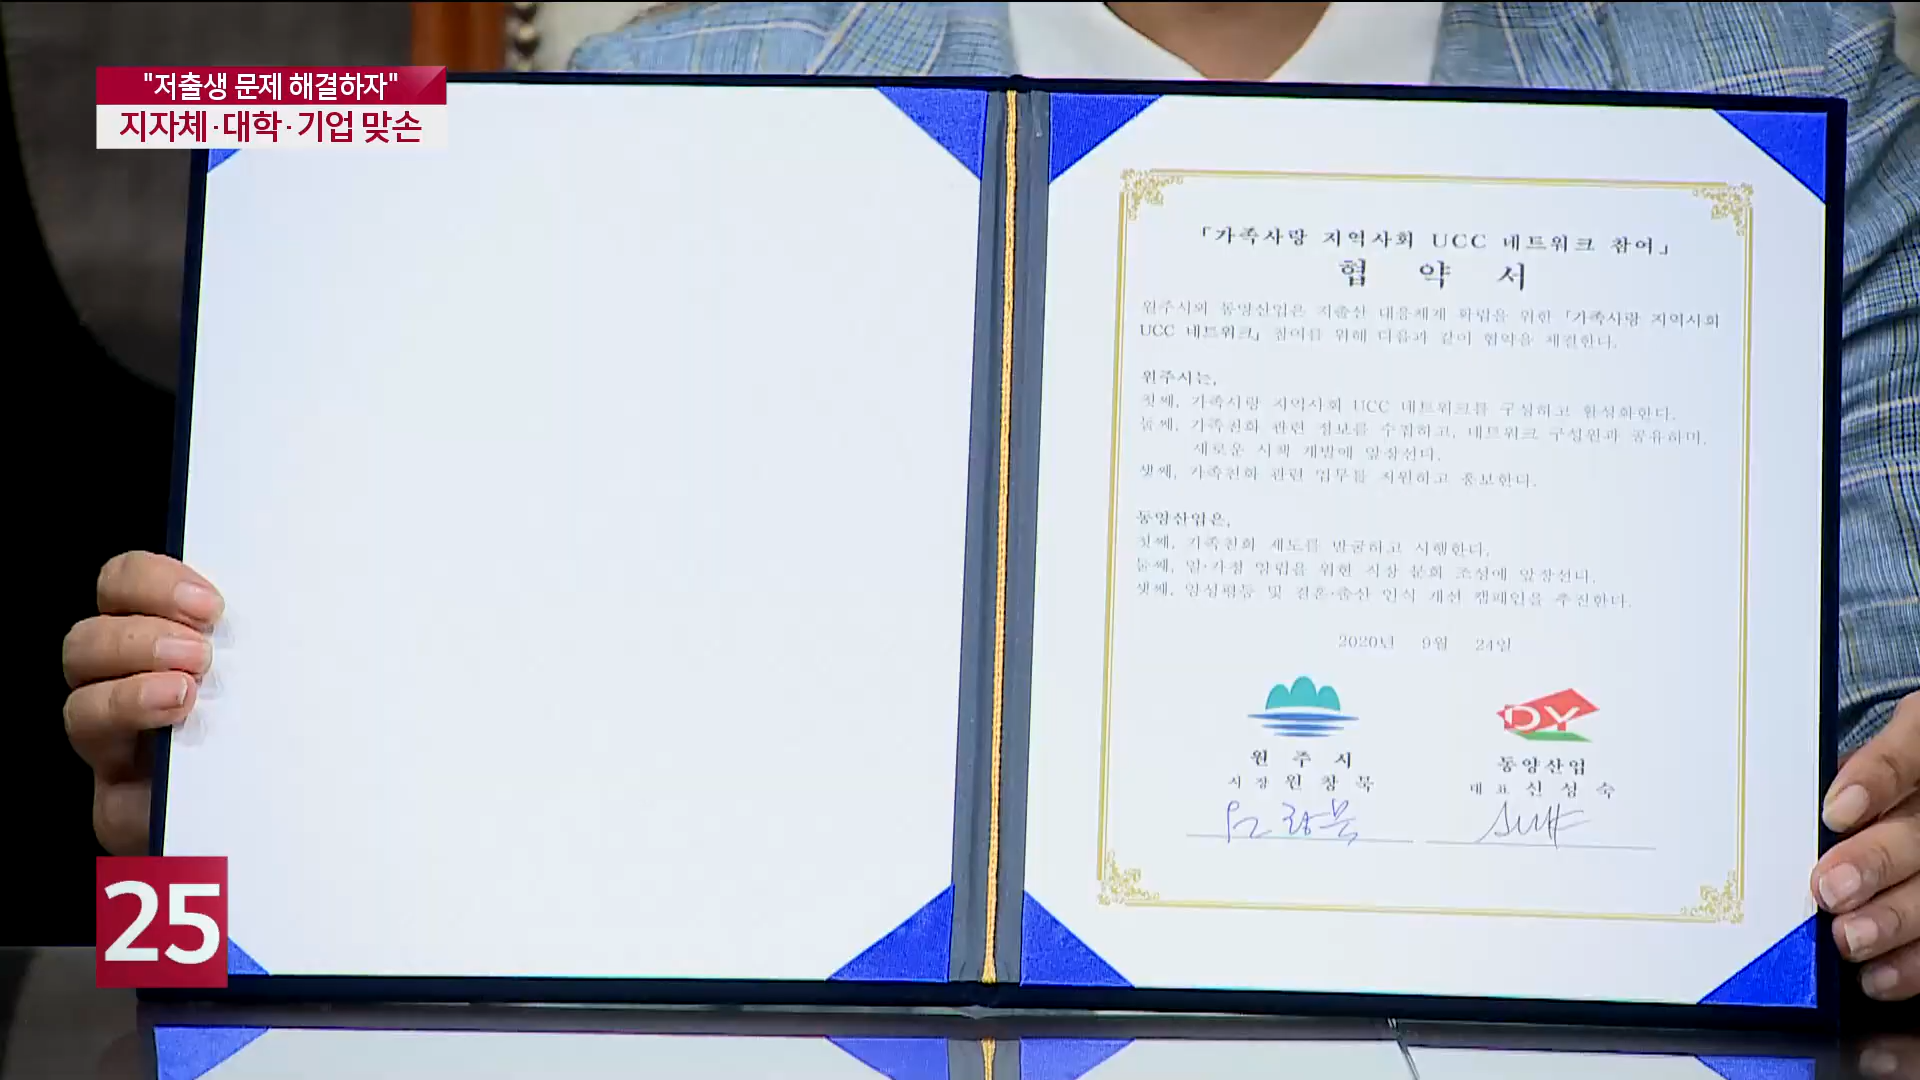 "저출생 문제 해결하자"
지자체·대학·기업 맞손
「가족사랑 지역사회 UCC 네트워크 참여」
협 약 서
원주시와 동양산업은 저출산 대응체계 확립을 위한 「가족사랑 지역사회
UCC 네트워크」 참여를 위해 다음과 같이 협약을 체결한다.
원주시는,
첫째, 가족사랑 지역사회 UCC 네트워크를 구성하고 활성화한다.
둘째, 가족친화 관련 정보를 수집하고, 네트워크 구성원과 공유하며,
새로운 시책 개발에 앞장선다.
셋째, 가족친화 관련 업무를 지원하고 홍보한다.
동양산업은,
첫째, 가족친화 제도를 발굴하고 시행한다.
둘째, 일·가정 양립을 위한 직장 문화 조성에 앞장선다.
셋째, 양성평등 및 결혼·출산 인식 개선 캠페인을 추진한다.
2020년 9월 24일
DY
원 주 시
동양산업
시 장 원 창 묵
대 표 신 성 숙
원창묵
25